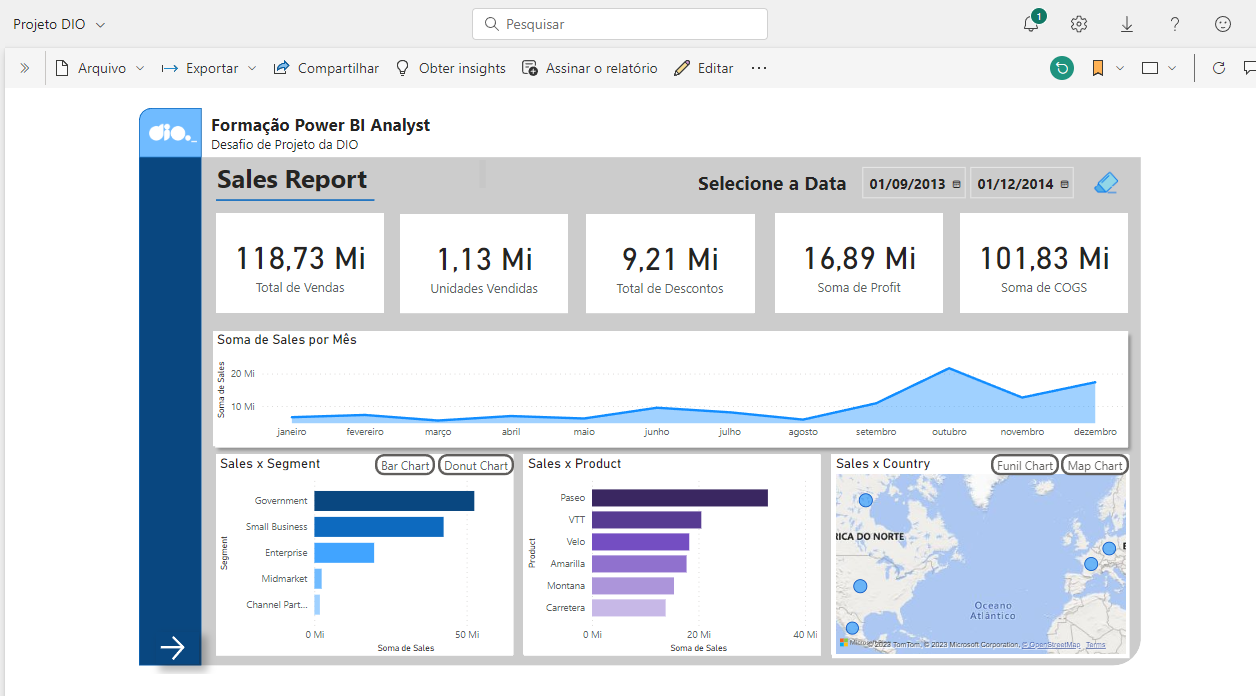 Projeto DIO
Pesquisar
1
Arquivo
Exportar
Compartilhar
Obter insights
Assinar o relatório
Editar
dio.
Formação Power BI Analyst
Desafio de Projeto da DIO
Sales Report
Selecione a Data
01/09/2013
01/12/2014
118,73 Mi
Total de Vendas
1,13 Mi
Unidades Vendidas
9,21 Mi
Total de Descontos
16,89 Mi
Soma de Profit
101,83 Mi
Soma de COGS
Soma de Sales por Mês
Soma de Sales
20 Mi
10 Mi
janeiro fevereiro março abril maio junho julho agosto setembro outubro novembro dezembro
Sales x Segment
Bar Chart
Donut Chart
Segment
Government
Small Business
Enterprise
Midmarket
Channel Part...
0 Mi 50 Mi
Soma de Sales
Sales x Product
Product
Paseo
VTT
Velo
Amarilla
Montana
Carretera
0 Mi 20 Mi 40 Mi
Soma de Sales
Sales x Country
Funil Chart
Map Chart
RICA DO NORTE
E
Oceano
Atlântico
Microsoft
© 2023 TomTom, © 2023 Microsoft Corporation, © OpenStreetMap Terms